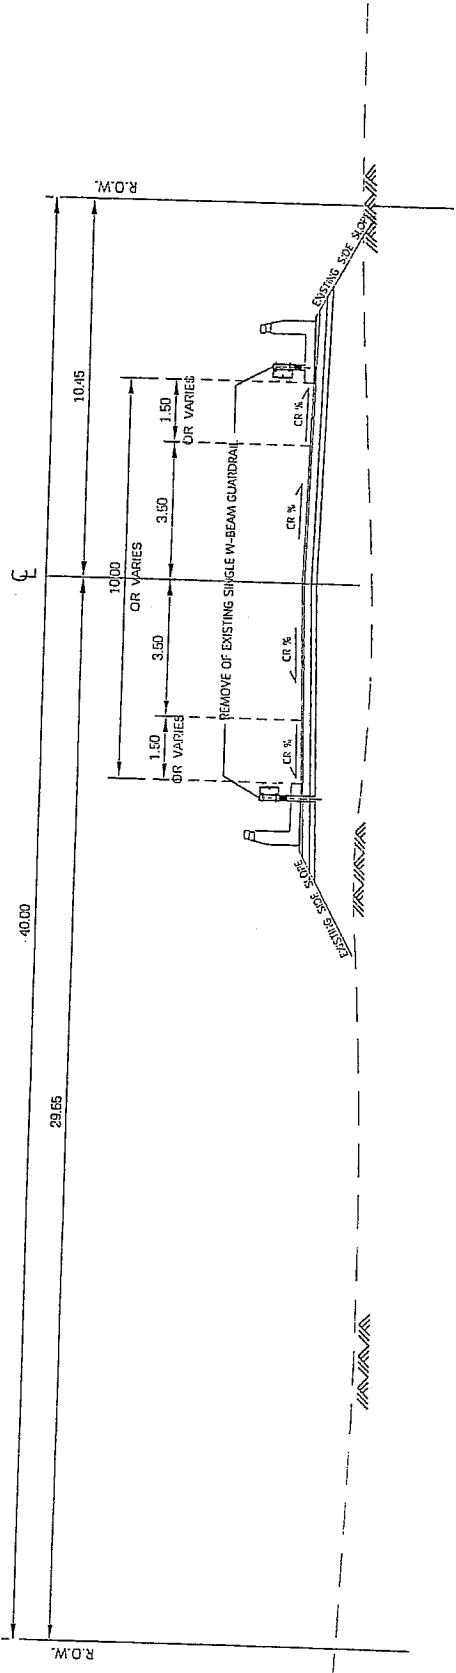 R.O.W.
R.O.W.
40.00
29.55
10.45
℄
10.00
OR VARIES
1.50
OR VARIES
3.50
3.50
1.50
OR VARIES
REMOVE OF EXISTING SINGLE W-BEAM GUARDRAIL
CR %
CR %
CR %
CR %
EXISTING SIDE SLOPE
EXISTING SIDE SLOPE